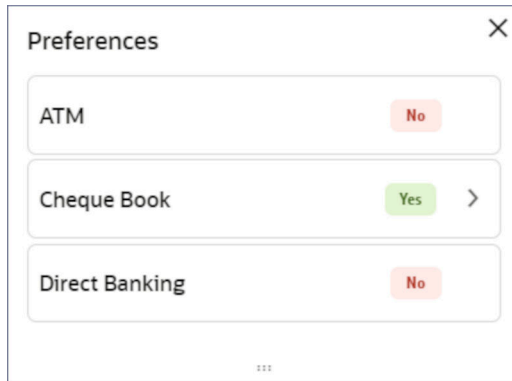 Preferences
ATM No
Cheque Book Yes
Direct Banking No